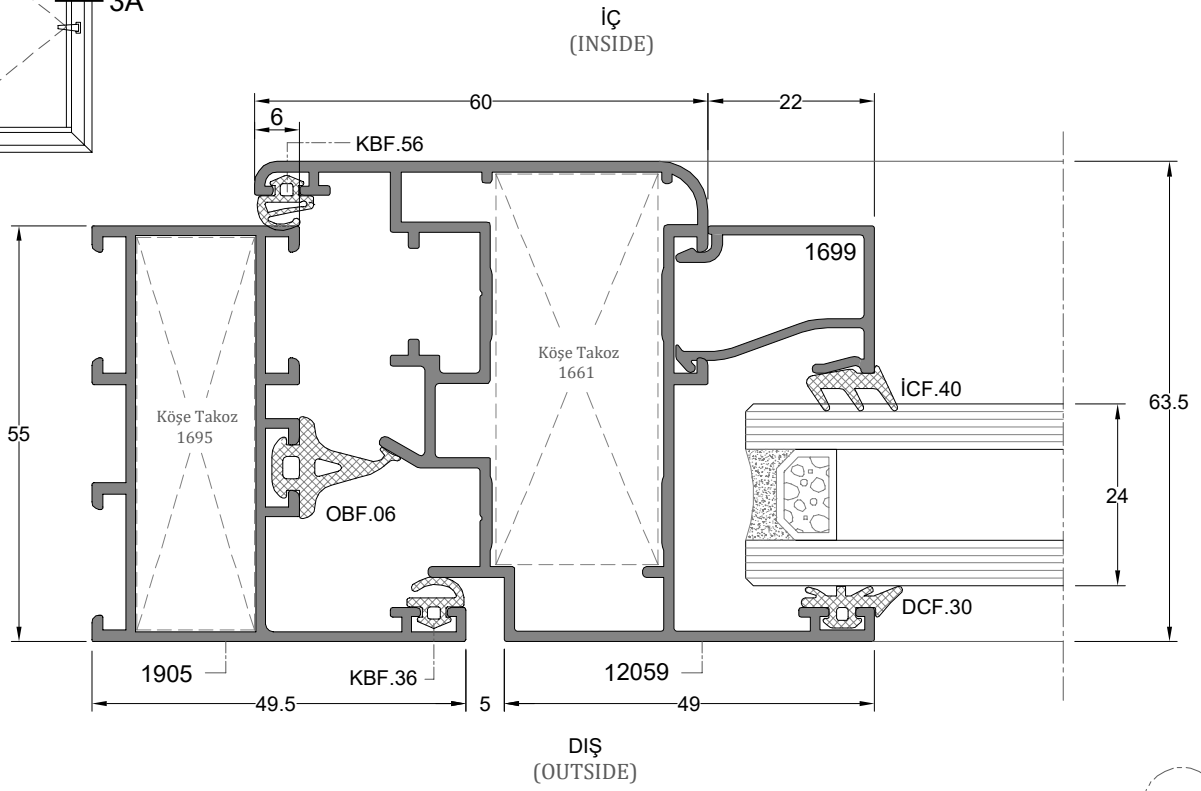 3A
İÇ
(INSIDE)
60
22
6
KBF.56
1699
Köşe Takoz
1661
İCF.40
63.5
Köşe Takoz
1695
55
24
OBF.06
DCF.30
1905
KBF.36
12059
49.5
5
49
DIŞ
(OUTSIDE)